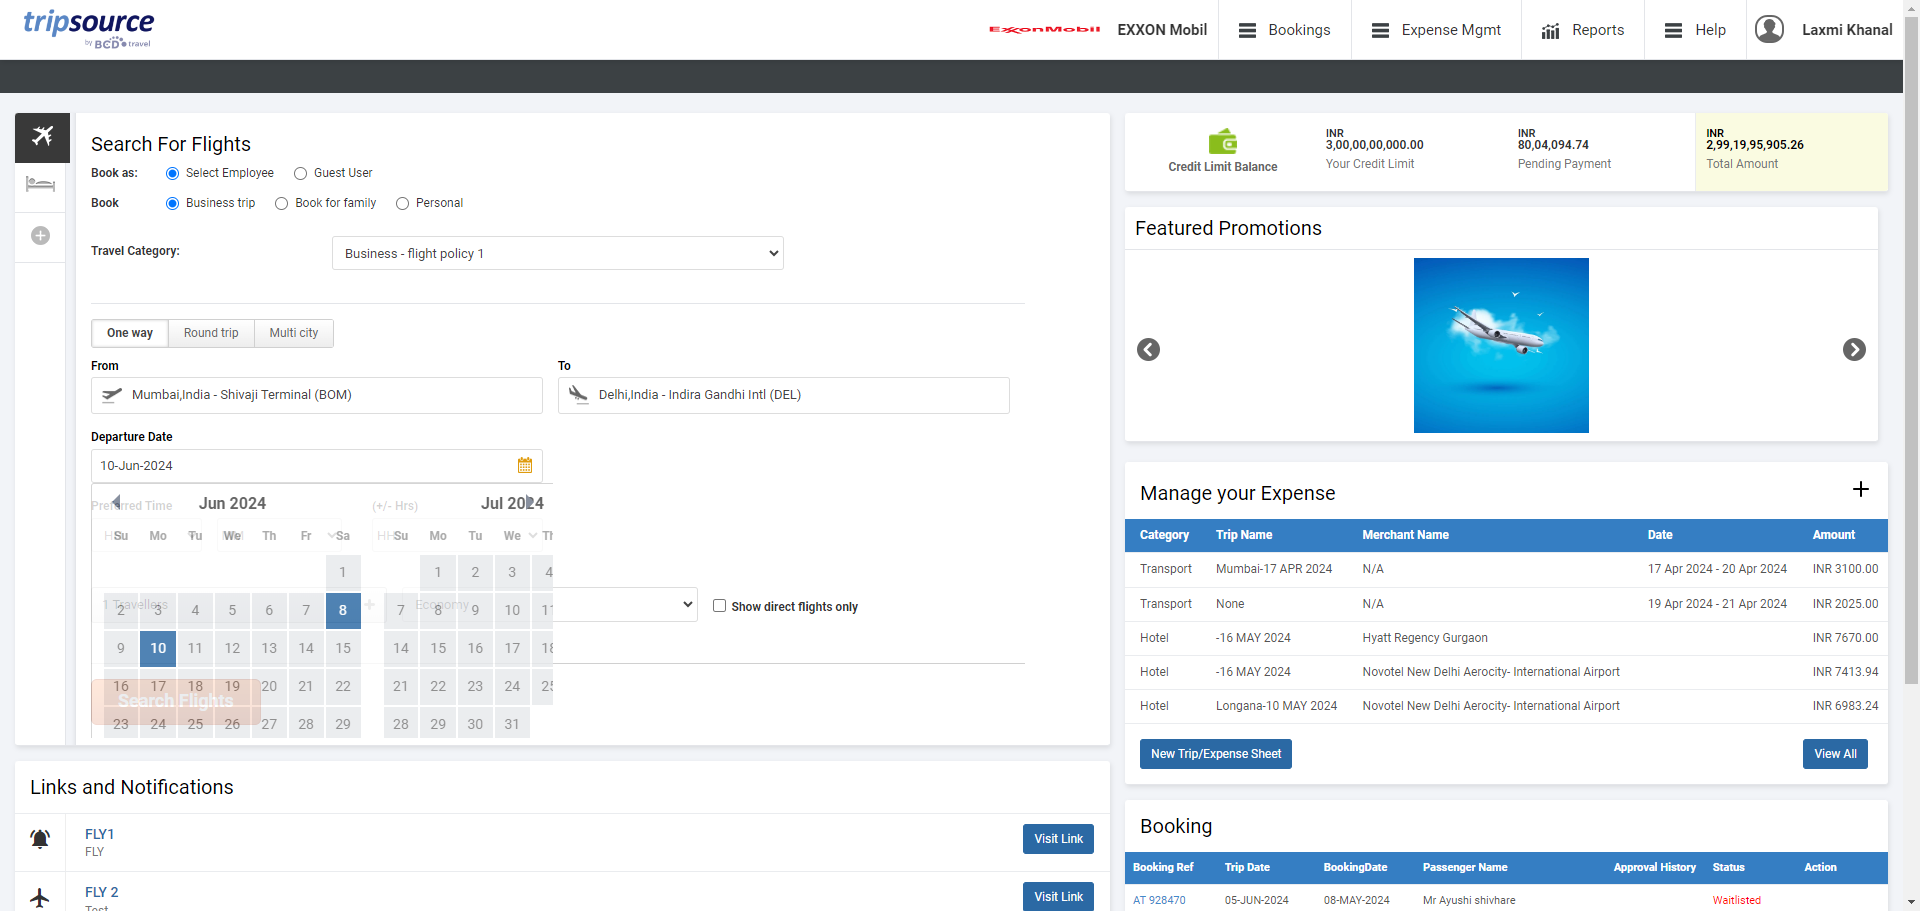 tripsource
by BCD travel
ExxonMobil
EXXON Mobil
Bookings
Expense Mgmt
Reports
Help
Laxmi Khanal
Search For Flights
Book as:
Select Employee
Guest User
Book
Business trip
Book for family
Personal
Travel Category:
Business - flight policy 1
One way
Round trip
Multi city
From
To
Mumbai,India - Shivaji Terminal (BOM)
Delhi,India - Indira Gandhi Intl (DEL)
Departure Date
10-Jun-2024
Preferred Time
(+/- Hrs)
Jun 2024
Jul 2024
Su Mo Tu We Th Fr Sa
Su Mo Tu We Th
1
1 2 3 4
1 Travellers
Economy
2 3 4 5 6 7 8
7 8 9 10 11
Show direct flights only
9 10 11 12 13 14 15
14 15 16 17 18
16 17 18 19 20 21 22
21 22 23 24 25
Search Flights
23 24 25 26 27 28 29
28 29 30 31
Links and Notifications
FLY1
FLY
Visit Link
FLY 2
Test
Visit Link
Credit Limit Balance
INR
3,00,00,00,000.00
Your Credit Limit
INR
80,04,094.74
Pending Payment
INR
2,99,19,95,905.26
Total Amount
Featured Promotions
Manage your Expense
Category Trip Name Merchant Name Date Amount
Transport Mumbai-17 APR 2024 N/A 17 Apr 2024 - 20 Apr 2024 INR 3100.00
Transport None N/A 19 Apr 2024 - 21 Apr 2024 INR 2025.00
Hotel -16 MAY 2024 Hyatt Regency Gurgaon INR 7670.00
Hotel -16 MAY 2024 Novotel New Delhi Aerocity- International Airport INR 7413.94
Hotel Longana-10 MAY 2024 Novotel New Delhi Aerocity- International Airport INR 6983.24
New Trip/Expense Sheet
View All
Booking
Booking Ref Trip Date BookingDate Passenger Name Approval History Status Action
AT 928470 05-JUN-2024 08-MAY-2024 Mr Ayushi shivhare Waitlisted